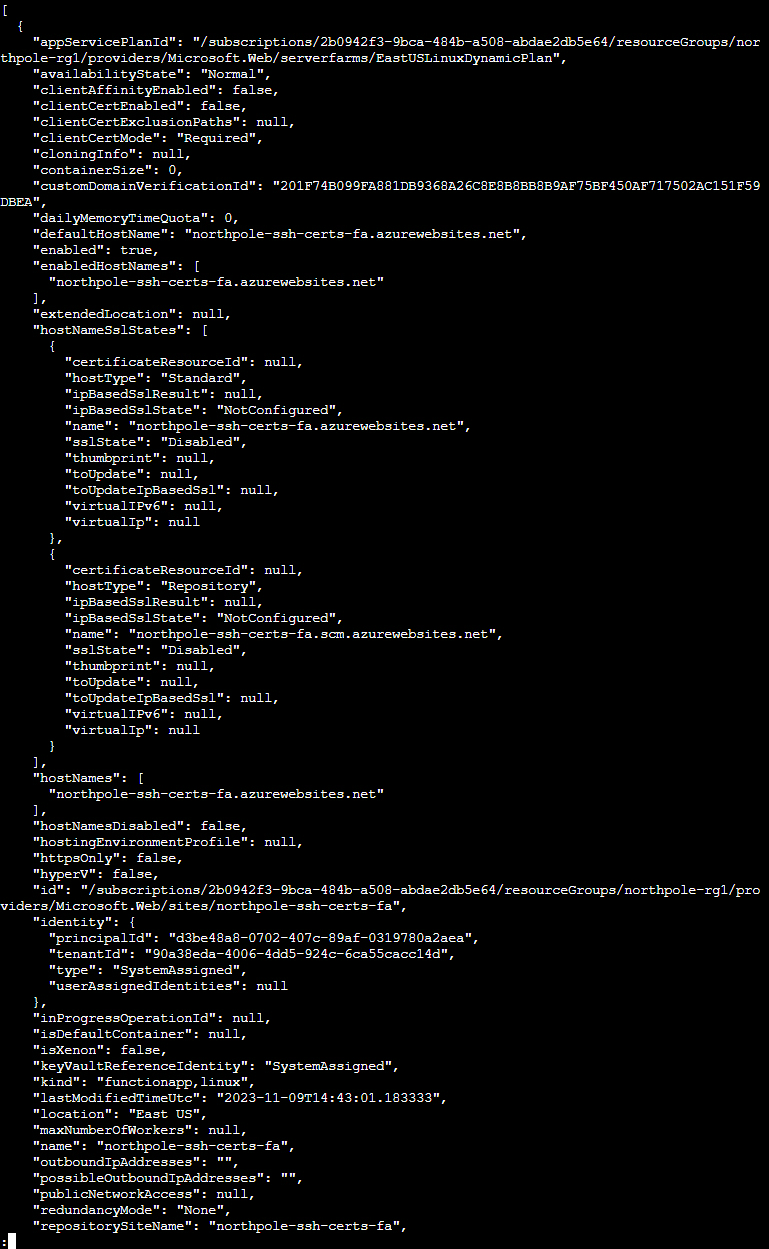 [
  {
    "appServicePlanId": "/subscriptions/2b0942f3-9bca-484b-a508-abdae2db5e64/resourceGroups/nor
thpole-rg1/providers/Microsoft.Web/serverfarms/EastUSLinuxDynamicPlan",
    "availabilityState": "Normal",
    "clientAffinityEnabled": false,
    "clientCertEnabled": false,
    "clientCertExclusionPaths": null,
    "clientCertMode": "Required",
    "cloningInfo": null,
    "containerSize": 0,
    "customDomainVerificationId": "201F74B099FA881DB9368A26C8E8B8BB8B9AF75BF450AF717502AC151F59
DBEA",
    "dailyMemoryTimeQuota": 0,
    "defaultHostName": "northpole-ssh-certs-fa.azurewebsites.net",
    "enabled": true,
    "enabledHostNames": [
      "northpole-ssh-certs-fa.azurewebsites.net"
    ],
    "extendedLocation": null,
    "hostNameSslStates": [
      {
        "certificateResourceId": null,
        "hostType": "Standard",
        "ipBasedSslResult": null,
        "ipBasedSslState": "NotConfigured",
        "name": "northpole-ssh-certs-fa.azurewebsites.net",
        "sslState": "Disabled",
        "thumbprint": null,
        "toUpdate": null,
        "toUpdateIpBasedSsl": null,
        "virtualIPv6": null,
        "virtualIp": null
      },
      {
        "certificateResourceId": null,
        "hostType": "Repository",
        "ipBasedSslResult": null,
        "ipBasedSslState": "NotConfigured",
        "name": "northpole-ssh-certs-fa.scm.azurewebsites.net",
        "sslState": "Disabled",
        "thumbprint": null,
        "toUpdate": null,
        "toUpdateIpBasedSsl": null,
        "virtualIPv6": null,
        "virtualIp": null
      }
    ],
    "hostNames": [
      "northpole-ssh-certs-fa.azurewebsites.net"
    ],
    "hostNamesDisabled": false,
    "hostingEnvironmentProfile": null,
    "httpsOnly": false,
    "hyperV": false,
    "id": "/subscriptions/2b0942f3-9bca-484b-a508-abdae2db5e64/resourceGroups/northpole-rg1/pro
viders/Microsoft.Web/sites/northpole-ssh-certs-fa",
    "identity": {
      "principalId": "d3be48a8-0702-407c-89af-0319780a2aea",
      "tenantId": "90a38eda-4006-4dd5-924c-6ca55cacc14d",
      "type": "SystemAssigned",
      "userAssignedIdentities": null
    },
    "inProgressOperationId": null,
    "isDefaultContainer": null,
    "isXenon": false,
    "keyVaultReferenceIdentity": "SystemAssigned",
    "kind": "functionapp,linux",
    "lastModifiedTimeUtc": "2023-11-09T14:43:01.183333",
    "location": "East US",
    "maxNumberOfWorkers": null,
    "name": "northpole-ssh-certs-fa",
    "outboundIpAddresses": "",
    "possibleOutboundIpAddresses": "",
    "publicNetworkAccess": null,
    "redundancyMode": "None",
    "repositorySiteName": "northpole-ssh-certs-fa",
: